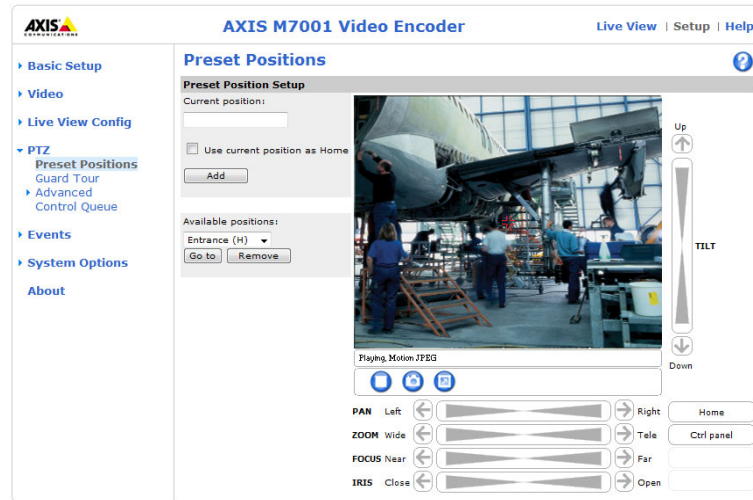 AXIS
COMMUNICATIONS
AXIS M7001 Video Encoder
Live View | Setup | Help
Basic Setup
Video
Live View Config
PTZ
Preset Positions
Guard Tour
Advanced
Control Queue
Events
System Options
About
Preset Positions
?
Preset Position Setup
Current position:
Use current position as Home
Add
Available positions:
Entrance (H)
Go to Remove
Up
TILT
Down
Playing, Motion JPEG
PAN Left Right Home
ZOOM Wide Tele Ctrl panel
FOCUS Near Far
IRIS Close Open